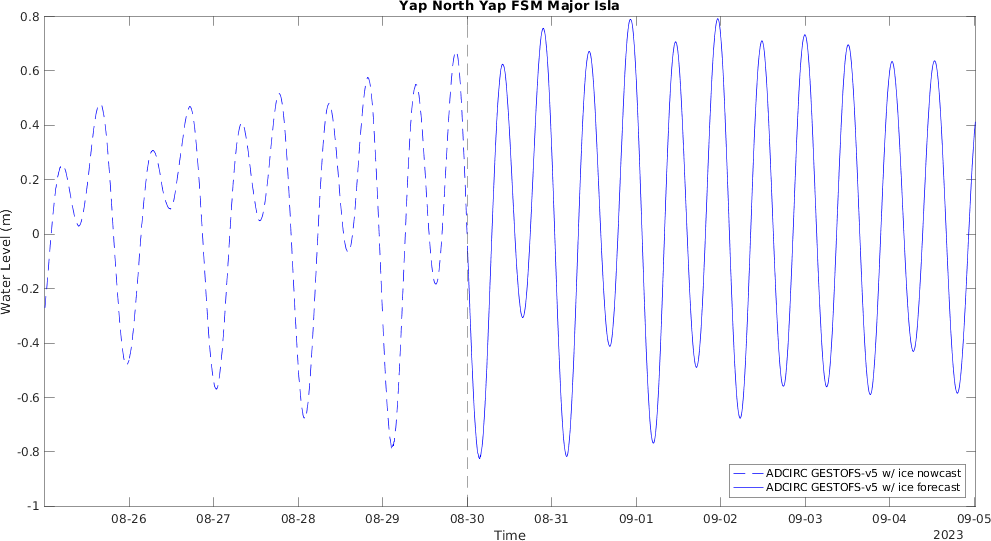 Yap North Yap FSM Major Isla
0.8
0.6
0.4
0.2
0
-0.2
-0.4
-0.6
-0.8
-1
Water Level (m)
ADCIRC GESTOFS-v5 w/ ice nowcast
ADCIRC GESTOFS-v5 w/ ice forecast
08-26 08-27 08-28 08-29 08-30 08-31 09-01 09-02 09-03 09-04 09-05
Time
2023